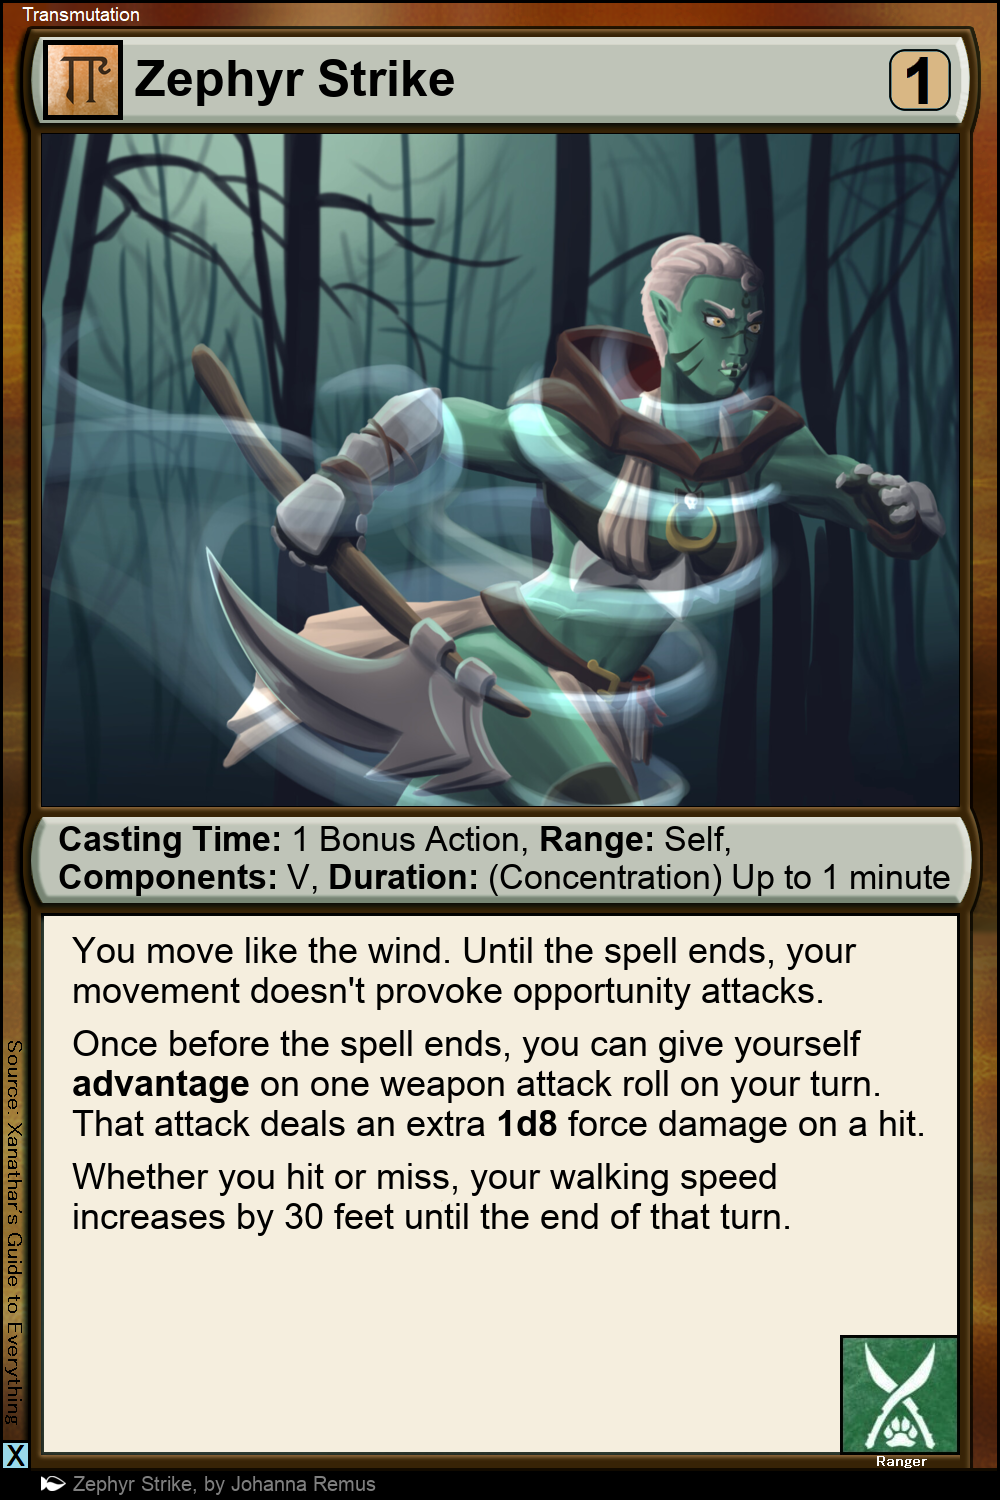 Transmutation
Zephyr Strike
1
Casting Time: 1 Bonus Action, Range: Self,
Components: V, Duration: (Concentration) Up to 1 minute
You move like the wind. Until the spell ends, your
movement doesn't provoke opportunity attacks.
Once before the spell ends, you can give yourself
advantage on one weapon attack roll on your turn.
That attack deals an extra 1d8 force damage on a hit.
Whether you hit or miss, your walking speed
increases by 30 feet until the end of that turn.
Source: Xanathar's Guide to Everything
X
Ranger
Zephyr Strike, by Johanna Remus